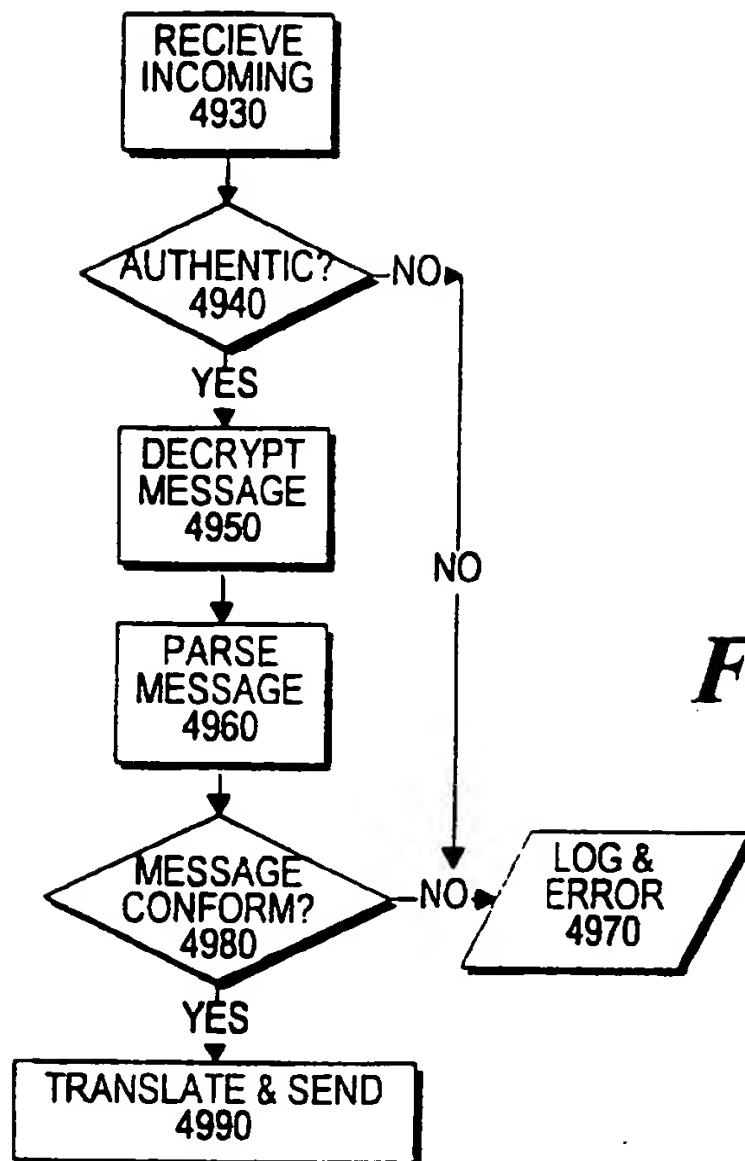 RECIEVE
INCOMING
4930
AUTHENTIC?
4940
NO
YES
DECRYPT
MESSAGE
4950
NO
PARSE
MESSAGE
4960
F
MESSAGE
CONFORM?
4980
NO
LOG &
ERROR
4970
YES
TRANSLATE & SEND
4990